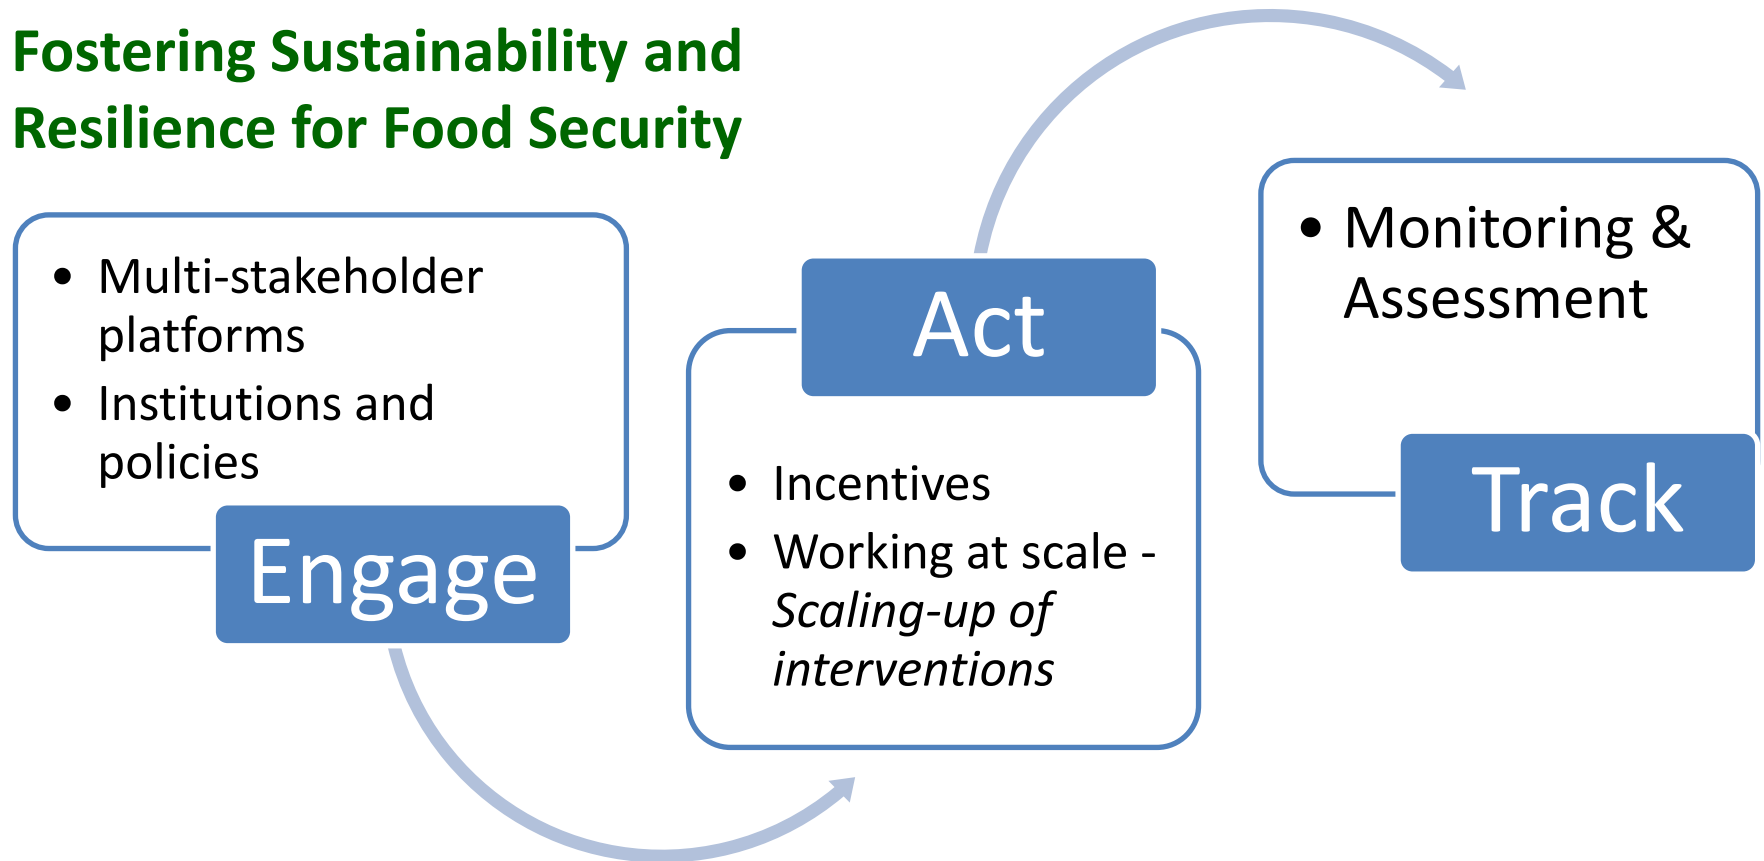 Fostering Sustainability and
Resilience for Food Security
• Multi-stakeholder
platforms
• Institutions and
policies
Engage
Act
• Incentives
• Working at scale -
Scaling-up of
interventions
• Monitoring &
Assessment
Track